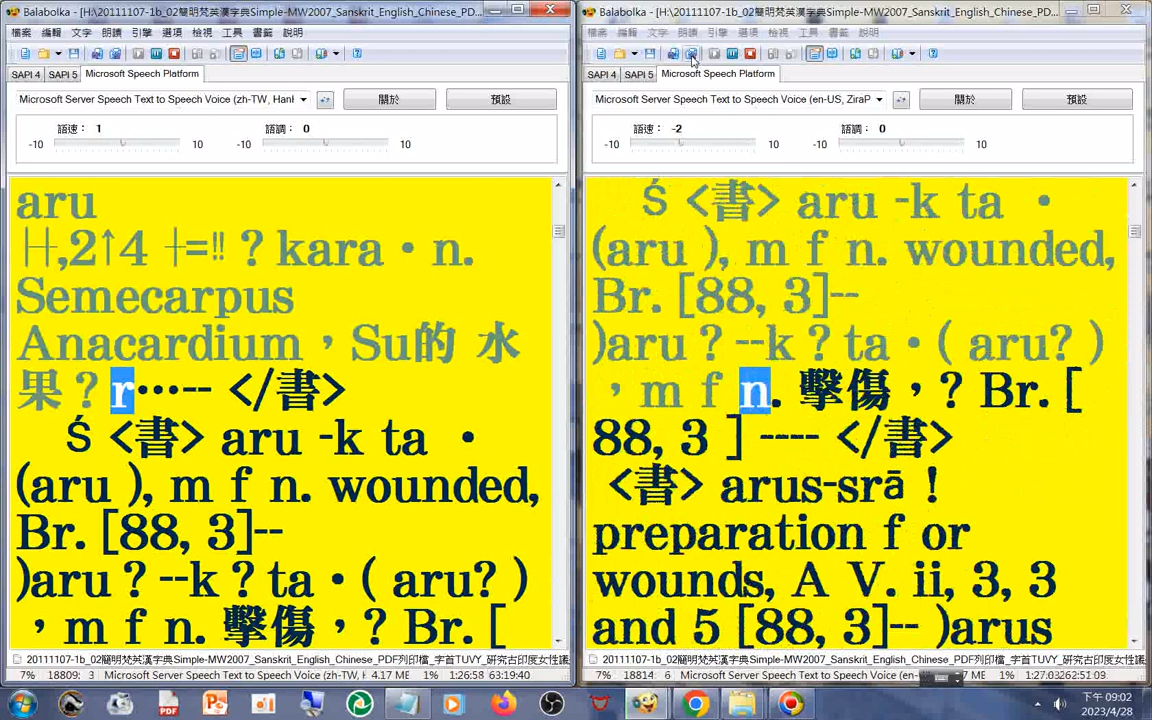 Balabolka - [H:\20111107-1b_02簡明梵英漢字典Simple-MW2007_Sanskrit_English_Chinese_PD...
檔案 編輯 文字 朗讀 引擎 選項 檢視 工具 書籤 說明
SAPI 4 SAPI 5 Microsoft Speech Platform
Microsoft Server Speech Text to Speech Voice (zh-TW, Han 關於 預設
語速： 1 語調： 0
-10 10 -10 10
aru
├┼,2↑4 ┼=‼ ? kara • n.
Semecarpus
Anacardium，Su的 水
果 ? r…-- </書>
Ś <書> aru -k ta •
(aru ), m f n. wounded,
Br. [88, 3]--
)aru ? --k ? ta • ( aru? )
，m f n. 擊傷，? Br. [
20111107-1b_02簡明梵英漢字典Simple-MW2007_Sanskrit_English_Chinese_PDF列印檔_字首TUVY_研究古印度女性議
7% 18809: 3 Microsoft Server Speech Text to Speech Voice (zh-TW, H 4.17 ME 1% 1:26:58 63:19:40
Balabolka - [H:\20111107-1b_02簡明梵英漢字典Simple-MW2007_Sanskrit_English_Chinese_PDF...
檔案 編輯 文字 朗讀 引擎 選項 檢視 工具 書籤 說明
SAPI 4 SAPI 5 Microsoft Speech Platform
Microsoft Server Speech Text to Speech Voice (en-US, ZiraP 關於 預設
語速： -2 語調： 0
-10 10 -10 10
Ś <書> aru -k ta •
(aru ), m f n. wounded,
Br. [88, 3]--
)aru ? --k ? ta • ( aru? )
，m f n. 擊傷，? Br. [
88, 3 ] ---- </書>
<書> arus-srā !
preparation f or
wounds, A V. ii, 3, 3
and 5 [88, 3]-- )arus
20111107-1b_02簡明梵英漢字典Simple-MW2007_Sanskrit_English_Chinese_PDF列印檔_字首TUVY_研究古印度女性議
7% 18814: 6 Microsoft Server Speech Text to Speech Voice 1% 1:27:03 262:51:09
下午 09:02
2023/4/28